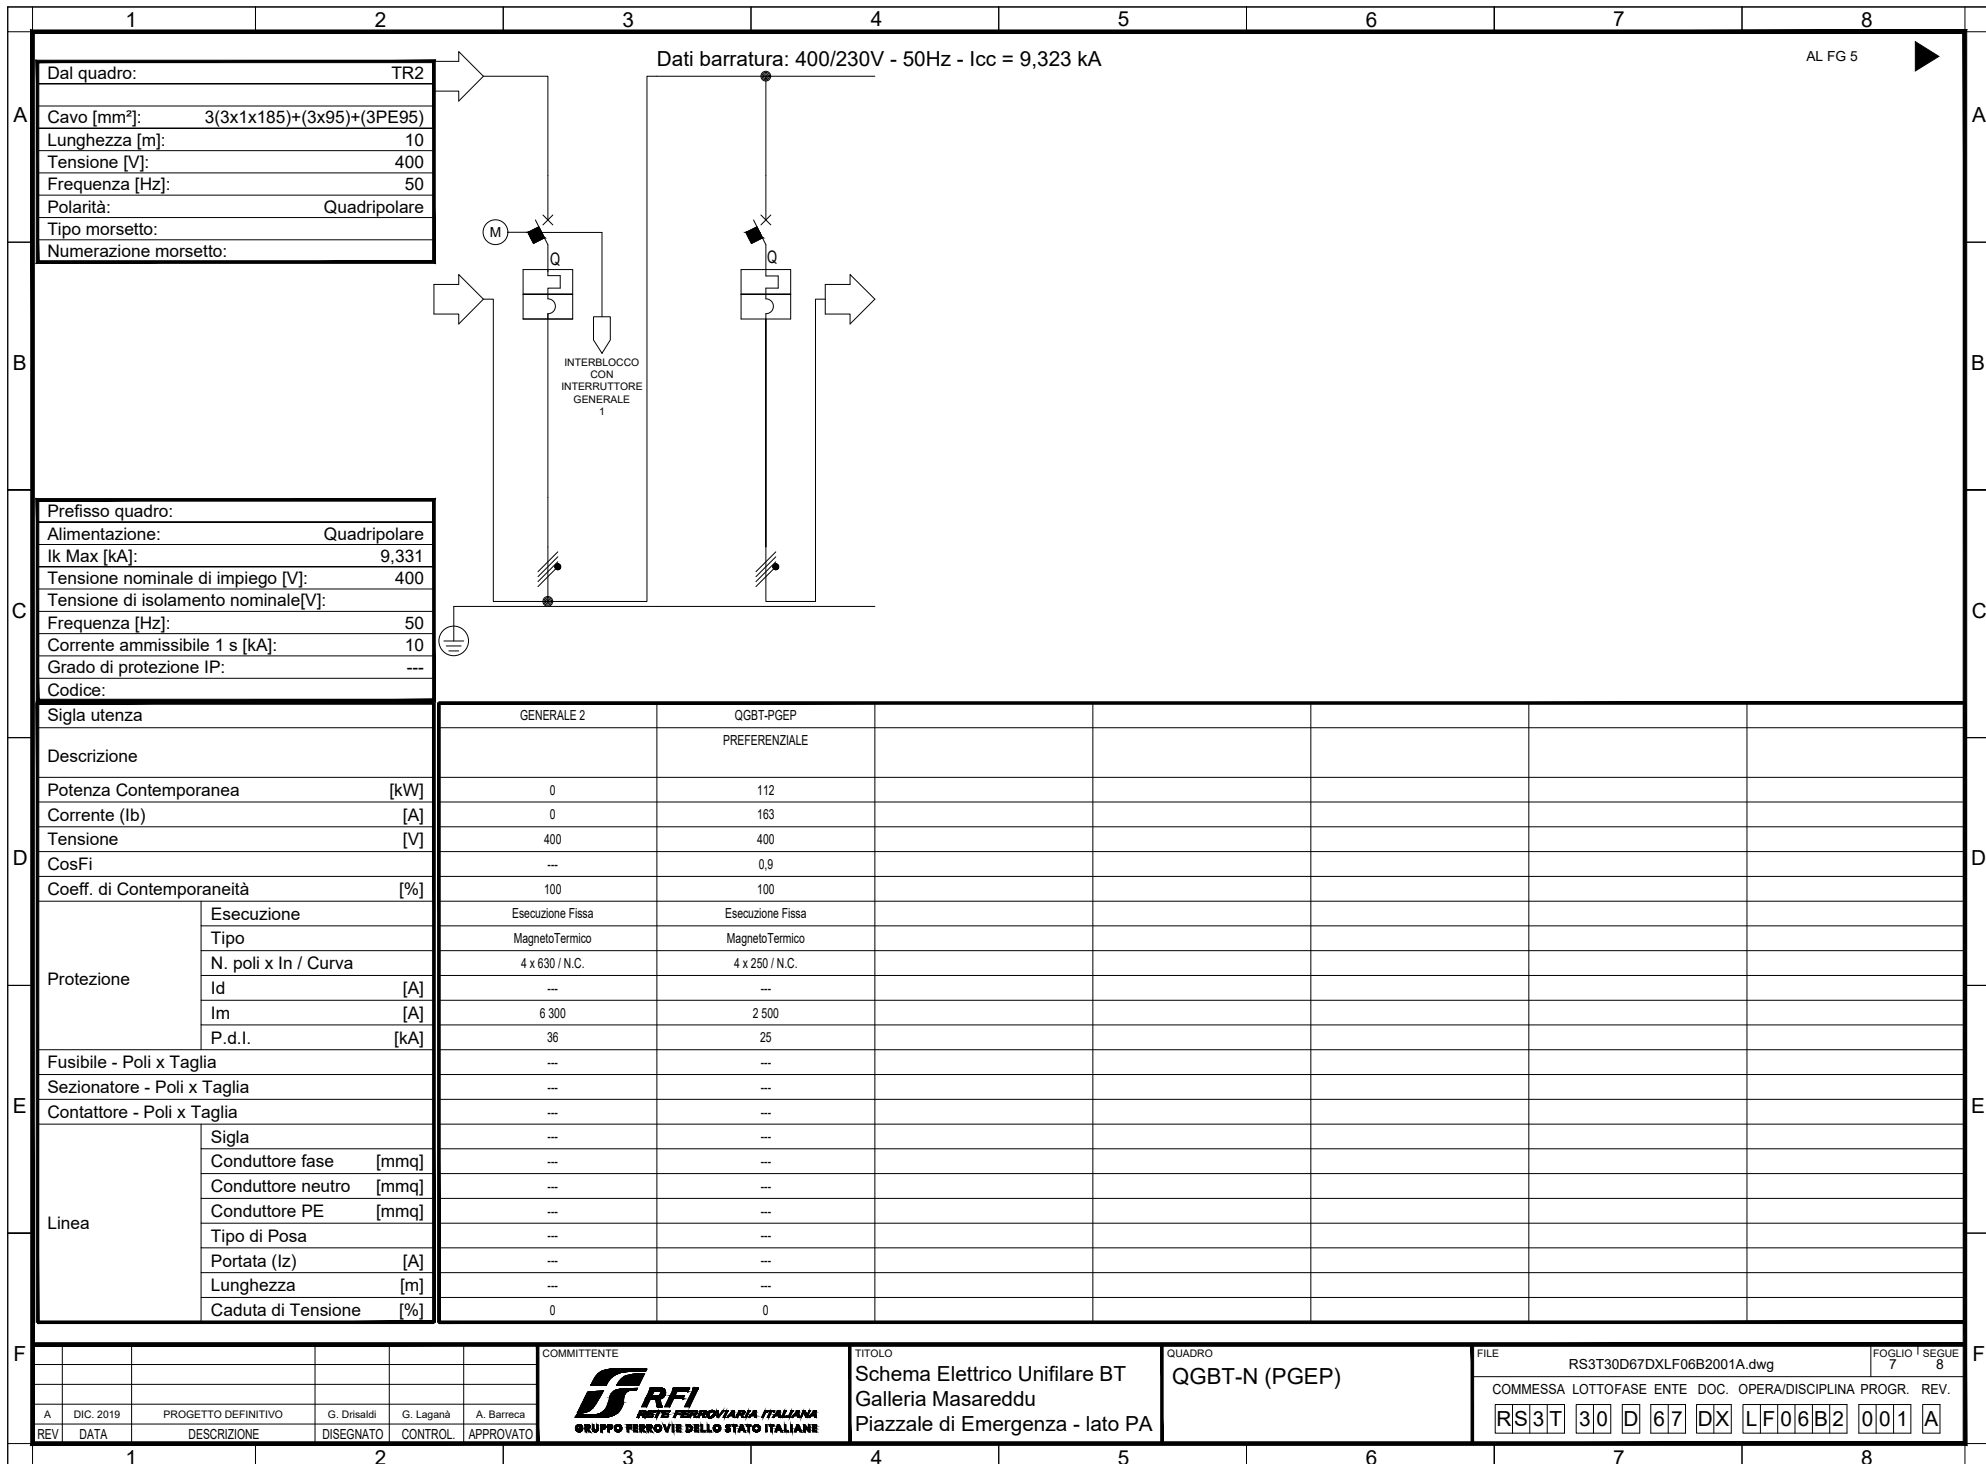 1 2 3 4 5 6 7 8
Dati barratura: 400/230V - 50Hz - Icc = 9,323 kA
AL FG 5
A A
Dal quadro: TR2
Cavo [mm²]: 3(3x1x185)+(3x95)+(3PE95)
Lunghezza [m]: 10
Tensione [V]: 400
Frequenza [Hz]: 50
Polarità: Quadripolare
Tipo morsetto:
Numerazione morsetto:
M
Q Q
B B
INTERBLOCCO
CON
INTERRUTTORE
GENERALE
1
Prefisso quadro:
Alimentazione: Quadripolare
Ik Max [kA]: 9,331
Tensione nominale di impiego [V]: 400
Tensione di isolamento nominale[V]:
Frequenza [Hz]: 50
Corrente ammissibile 1 s [kA]: 10
Grado di protezione IP: ---
Codice:
C C
Sigla utenza GENERALE 2 QGBT-PGEP
Descrizione PREFERENZIALE
Potenza Contemporanea [kW] 0 112
Corrente (Ib) [A] 0 163
Tensione [V] 400 400
D D
CosFi --- 0,9
Coeff. di Contemporaneità [%] 100 100
Protezione
Esecuzione Esecuzione Fissa Esecuzione Fissa
Tipo MagnetoTermico MagnetoTermico
N. poli x In / Curva 4 x 630 / N.C. 4 x 250 / N.C.
Id [A] --- ---
Im [A] 6 300 2 500
P.d.I. [kA] 36 25
Fusibile - Poli x Taglia --- ---
Sezionatore - Poli x Taglia --- ---
E E
Contattore - Poli x Taglia --- ---
Linea
Sigla --- ---
Conduttore fase [mmq] --- ---
Conduttore neutro [mmq] --- ---
Conduttore PE [mmq] --- ---
Tipo di Posa --- ---
Portata (Iz) [A] --- ---
Lunghezza [m] --- ---
Caduta di Tensione [%] 0 0
F F
A DIC. 2019 PROGETTO DEFINITIVO G. Drisaldi G. Laganà A. Barreca
REV DATA DESCRIZIONE DISEGNATO CONTROL. APPROVATO
COMMITTENTE
RFI
RETE FERROVIARIA ITALIANA
GRUPPO FERROVIE DELLO STATO ITALIANE
TITOLO
Schema Elettrico Unifilare BT
Galleria Masareddu
Piazzale di Emergenza - lato PA
QUADRO
QGBT-N (PGEP)
FILE
RS3T30D67DXLF06B2001A.dwg
FOGLIO SEGUE
7 8
COMMESSA LOTTO FASE ENTE DOC. OPERA/DISCIPLINA PROGR. REV.
RS3T 30 D 67 DX LF06B2 001 A
1 2 3 4 5 6 7 8